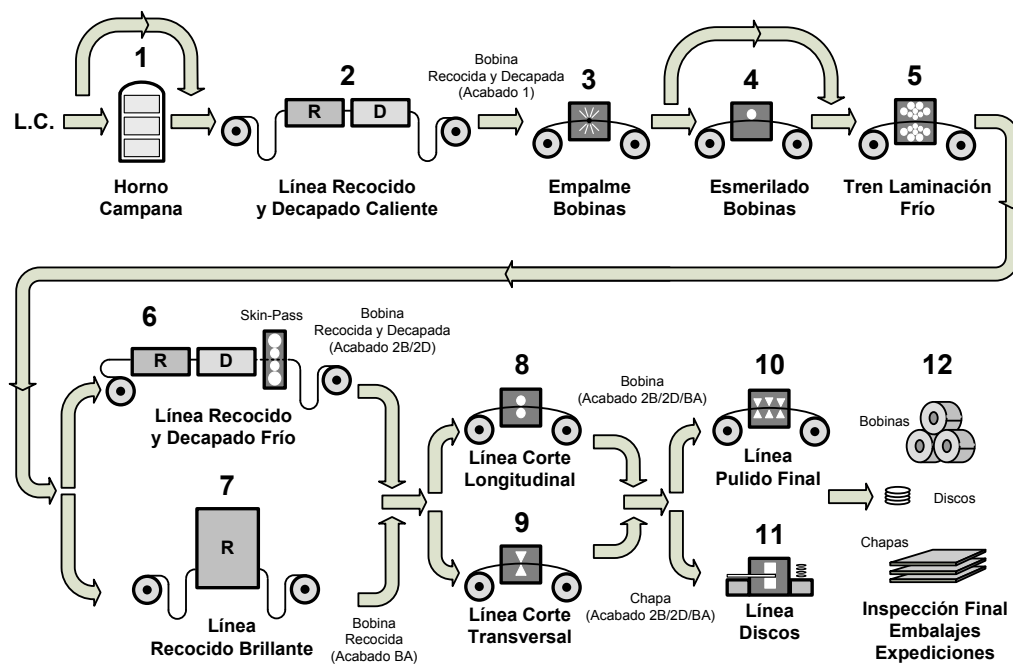 1
2
Bobina
Recocida y Decapada
(Acabado 1)
3
4
5
L.C.
R
D
Horno
Campana
Línea Recocido
y Decapado Caliente
Empalme
Bobinas
Esmerilado
Bobinas
Tren Laminación
Frío
6
Skin-Pass
Bobina
Recocida y Decapada
(Acabado 2B/2D)
R
D
Línea Recocido
y Decapado Frío
7
R
Línea
Recocido Brillante
Bobina
Recocida
(Acabado BA)
8
Línea Corte
Longitudinal
9
Línea Corte
Transversal
Bobina
(Acabado 2B/2D/BA)
Chapa
(Acabado 2B/2D/BA)
10
Línea
Pulido Final
11
Línea
Discos
12
Bobinas
Discos
Chapas
Inspección Final
Embalajes
Expediciones